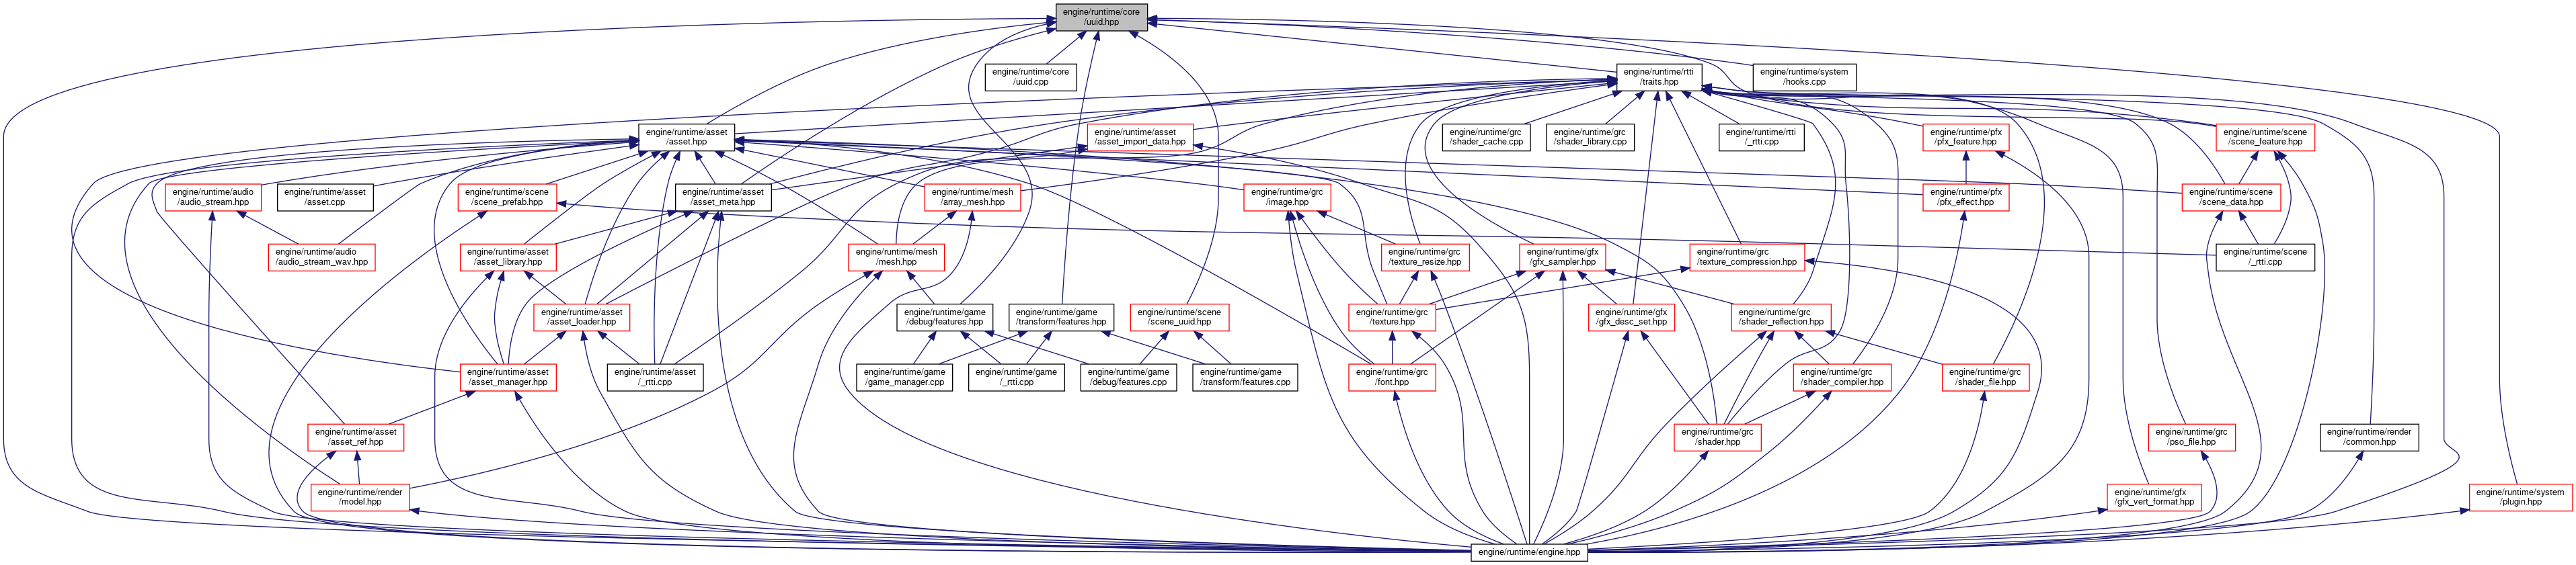 engine/runtime/core
/uuid.hpp
engine/runtime/core
/uuid.cpp
engine/runtime/rtti
/traits.hpp
engine/runtime/system
/hooks.cpp
engine/runtime/asset
/asset.hpp
engine/runtime/asset
/asset_import_data.hpp
engine/runtime/grc
/shader_cache.cpp
engine/runtime/grc
/shader_library.cpp
engine/runtime/rtti
/_rtti.cpp
engine/runtime/pfx
/pfx_feature.hpp
engine/runtime/scene
/scene_feature.hpp
engine/runtime/audio
/audio_stream.hpp
engine/runtime/asset
/asset.cpp
engine/runtime/scene
/scene_prefab.hpp
engine/runtime/asset
/asset_meta.hpp
engine/runtime/mesh
/array_mesh.hpp
engine/runtime/grc
/image.hpp
engine/runtime/pfx
/pfx_effect.hpp
engine/runtime/scene
/scene_data.hpp
engine/runtime/audio
/audio_stream_wav.hpp
engine/runtime/asset
/asset_library.hpp
engine/runtime/mesh
/mesh.hpp
engine/runtime/grc
/texture_resize.hpp
engine/runtime/gfx
/gfx_sampler.hpp
engine/runtime/grc
/texture_compression.hpp
engine/runtime/scene
/_rtti.cpp
engine/runtime/asset
/asset_loader.hpp
engine/runtime/game
/debug/features.hpp
engine/runtime/game
/transform/features.hpp
engine/runtime/scene
/scene_uuid.hpp
engine/runtime/grc
/texture.hpp
engine/runtime/gfx
/gfx_desc_set.hpp
engine/runtime/grc
/shader_reflection.hpp
engine/runtime/asset
/asset_manager.hpp
engine/runtime/asset
/_rtti.cpp
engine/runtime/game
/game_manager.cpp
engine/runtime/game
/_rtti.cpp
engine/runtime/game
/debug/features.cpp
engine/runtime/game
/transform/features.cpp
engine/runtime/grc
/font.hpp
engine/runtime/grc
/shader_compiler.hpp
engine/runtime/grc
/shader_file.hpp
engine/runtime/asset
/asset_ref.hpp
engine/runtime/grc
/shader.hpp
engine/runtime/grc
/pso_file.hpp
engine/runtime/render
/common.hpp
engine/runtime/render
/model.hpp
engine/runtime/gfx
/gfx_vert_format.hpp
engine/runtime/system
/plugin.hpp
engine/runtime/engine.hpp